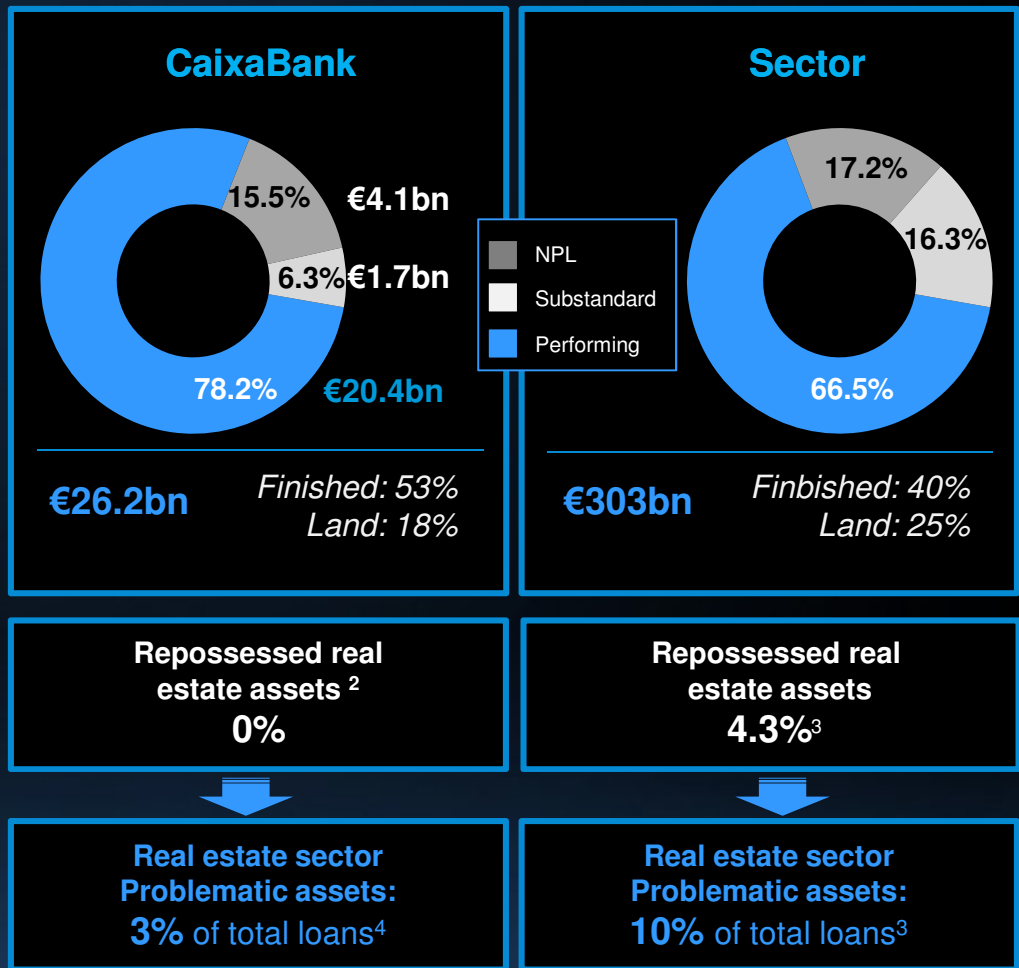 CaixaBank
15.5%
€4.1bn
6.3%
€1.7bn
78.2%
€20.4bn
€26.2bn
Finished: 53%
Land: 18%
NPL
Substandard
Performing
Sector
17.2%
16.3%
66.5%
€303bn
Finbished: 40%
Land: 25%
Repossessed real
estate assets ²
0%
Repossessed real
estate assets
4.3%³
Real estate sector
Problematic assets:
3% of total loans⁴
Real estate sector
Problematic assets:
10% of total loans³